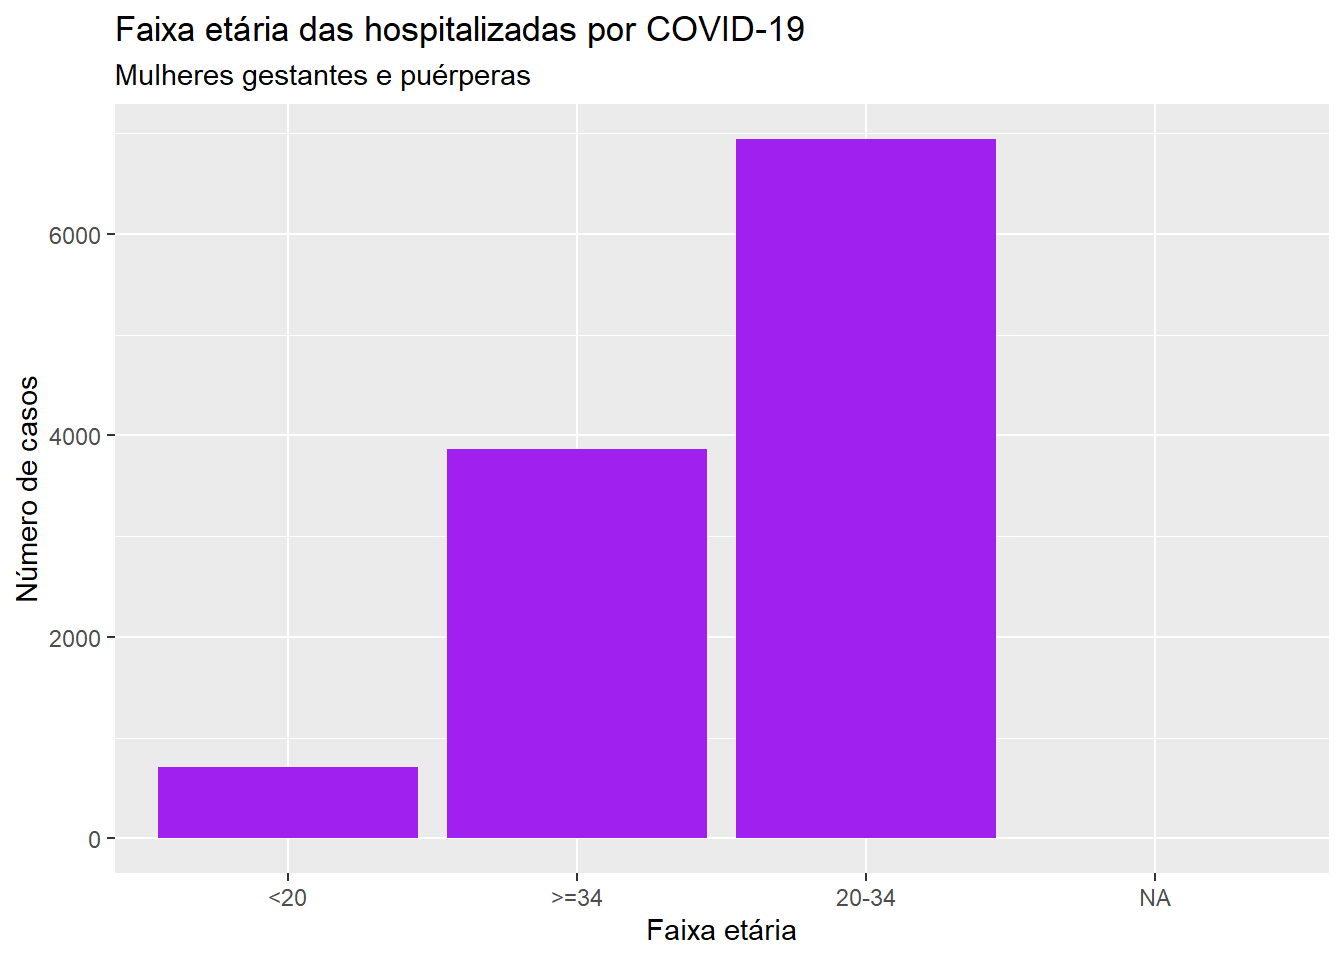 Faixa etária das hospitalizadas por COVID-19
Mulheres gestantes e puérperas
Número de casos
6000
4000
2000
0
<20
>=34
20-34
NA
Faixa etária